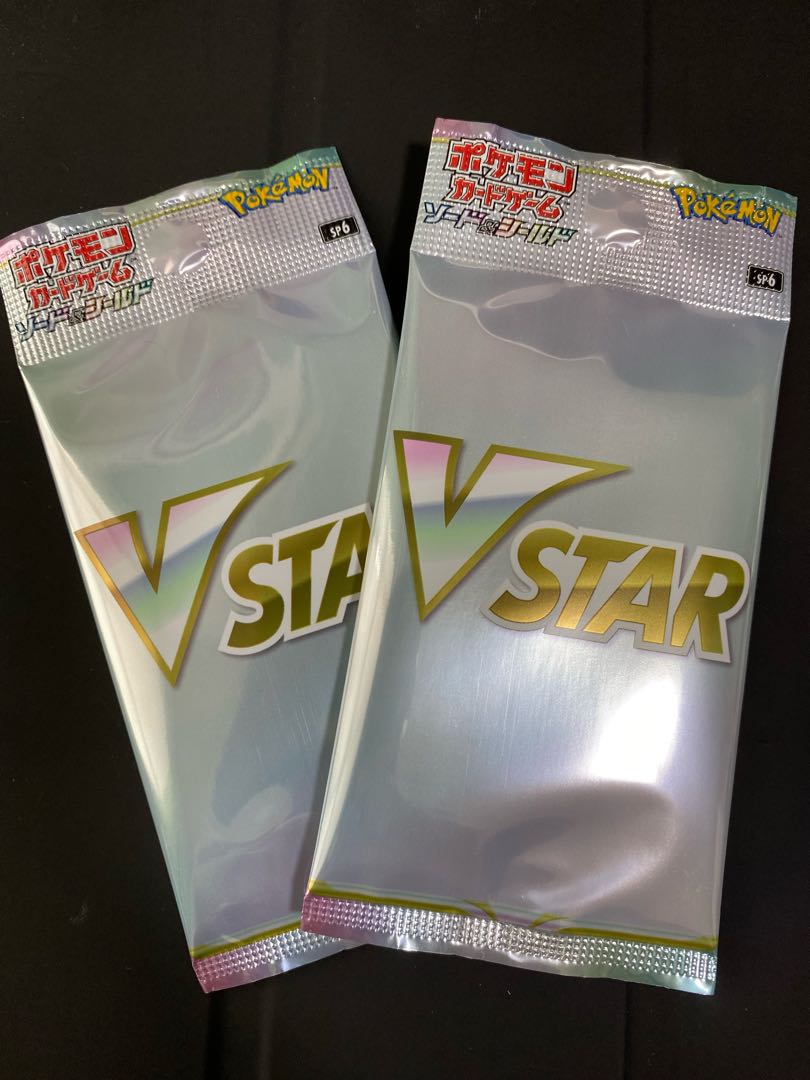 ポケモン
カードゲーム
ソード&シールド
Pokémon
SP6
V STA
ポケモン
カードゲーム
ソード&シールド
Pokémon
SP6
V STAR